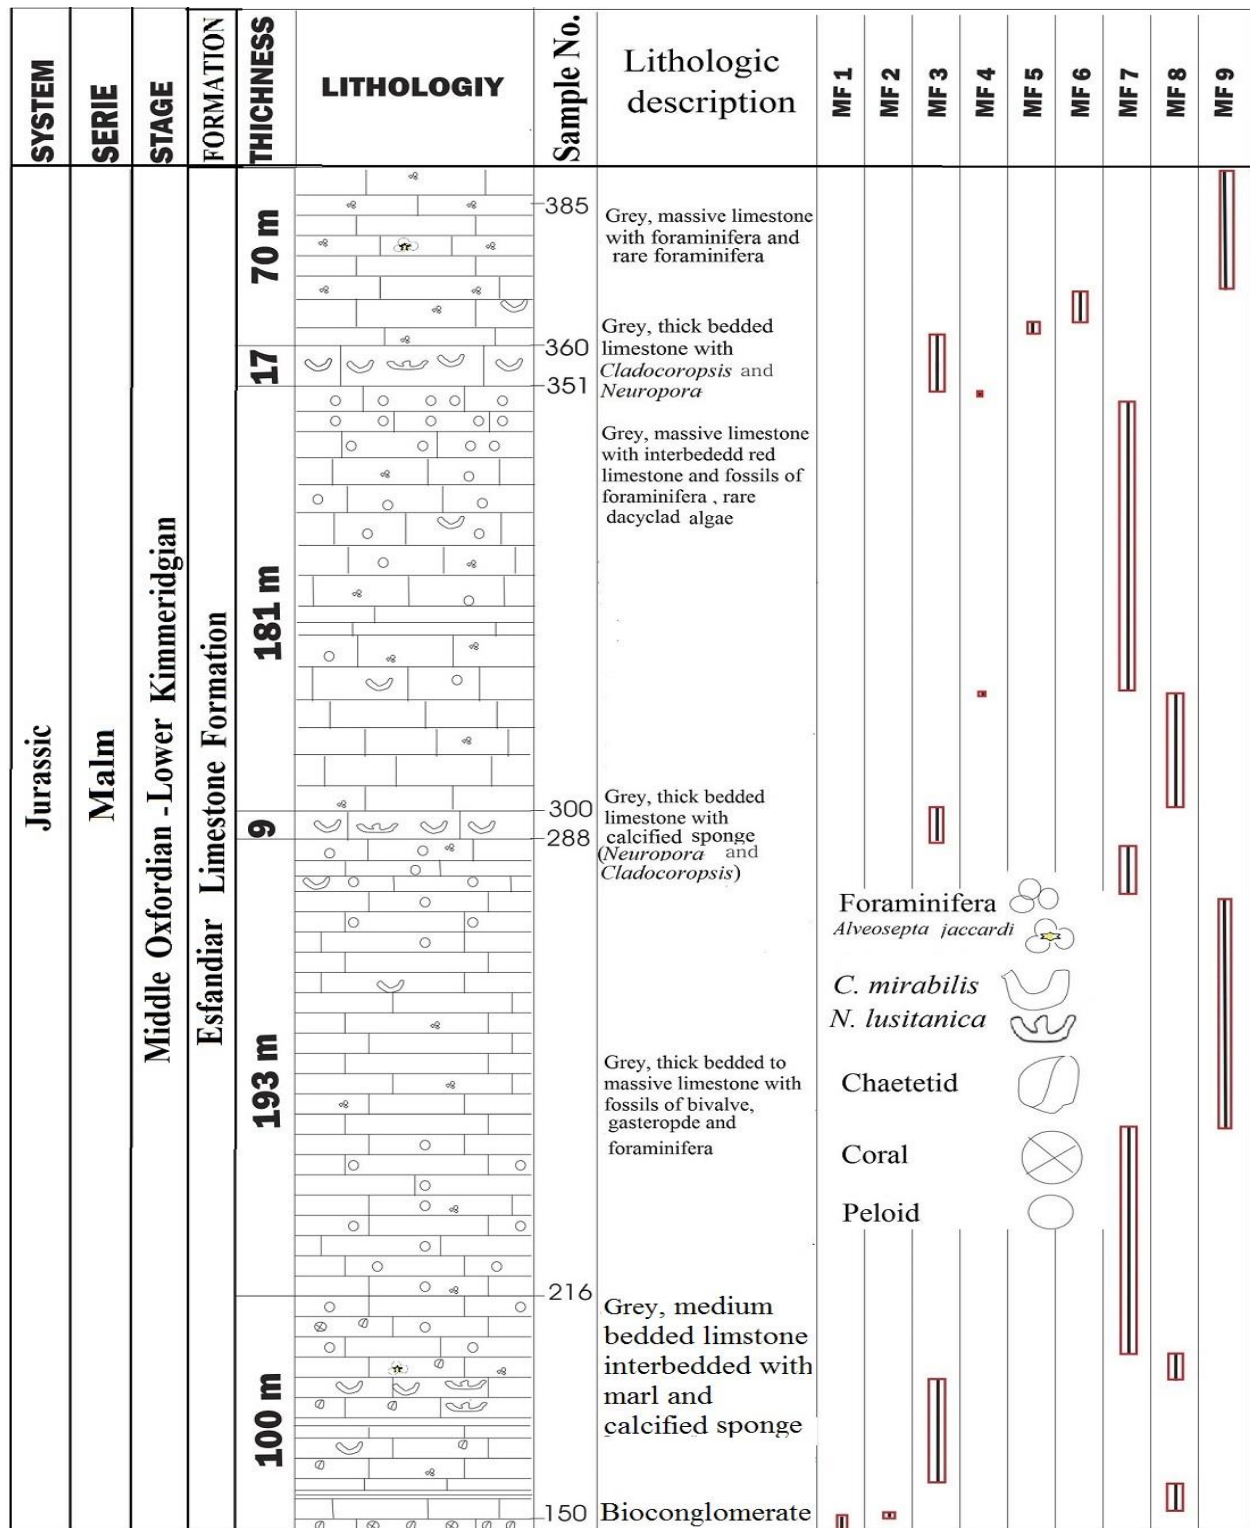 SYSTEM
SERIE
STAGE
FORMATION
THICHNESS
LITHOLOGIY
Sample No.
Lithologic
description
MF 1
MF 2
MF 3
MF 4
MF 5
MF 6
MF 7
MF 8
MF 9
Jurassic
Malm
Middle Oxfordian -Lower Kimmeridgian
Esfandiar Limestone Formation
70 m
385
Grey, massive limestone
with foraminifera and
rare foraminifera
17
360
351
Grey, thick bedded
limestone with
Cladocoropsis and
Neuropora
181 m
Grey, massive limestone
with interbededd red
limestone and fossils of
foraminifera , rare
dacyclad algae
9
300
288
Grey, thick bedded
limestone with
calcified sponge
(Neuropora and
Cladocoropsis)
Foraminifera
Alveosepta jaccardi
C. mirabilis
N. lusitanica
Chaetetid
Coral
Peloid
193 m
Grey, thick bedded to
massive limestone with
fossils of bivalve,
gasteropde and
foraminifera
216
100 m
Grey, medium
bedded limstone
interbedded with
marl and
calcified sponge
150
Bioconglomerate